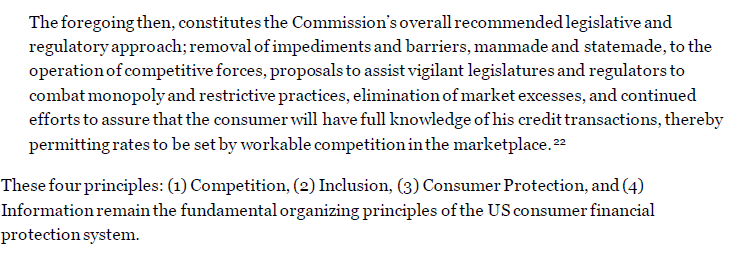 The foregoing then, constitutes the Commission’s overall recommended legislative and
regulatory approach; removal of impediments and barriers, manmade and statemade, to the
operation of competitive forces, proposals to assist vigilant legislatures and regulators to
combat monopoly and restrictive practices, elimination of market excesses, and continued
efforts to assure that the consumer will have full knowledge of his credit transactions, thereby
permitting rates to be set by workable competition in the marketplace.²²
These four principles: (1) Competition, (2) Inclusion, (3) Consumer Protection, and (4)
Information remain the fundamental organizing principles of the US consumer financial
protection system.